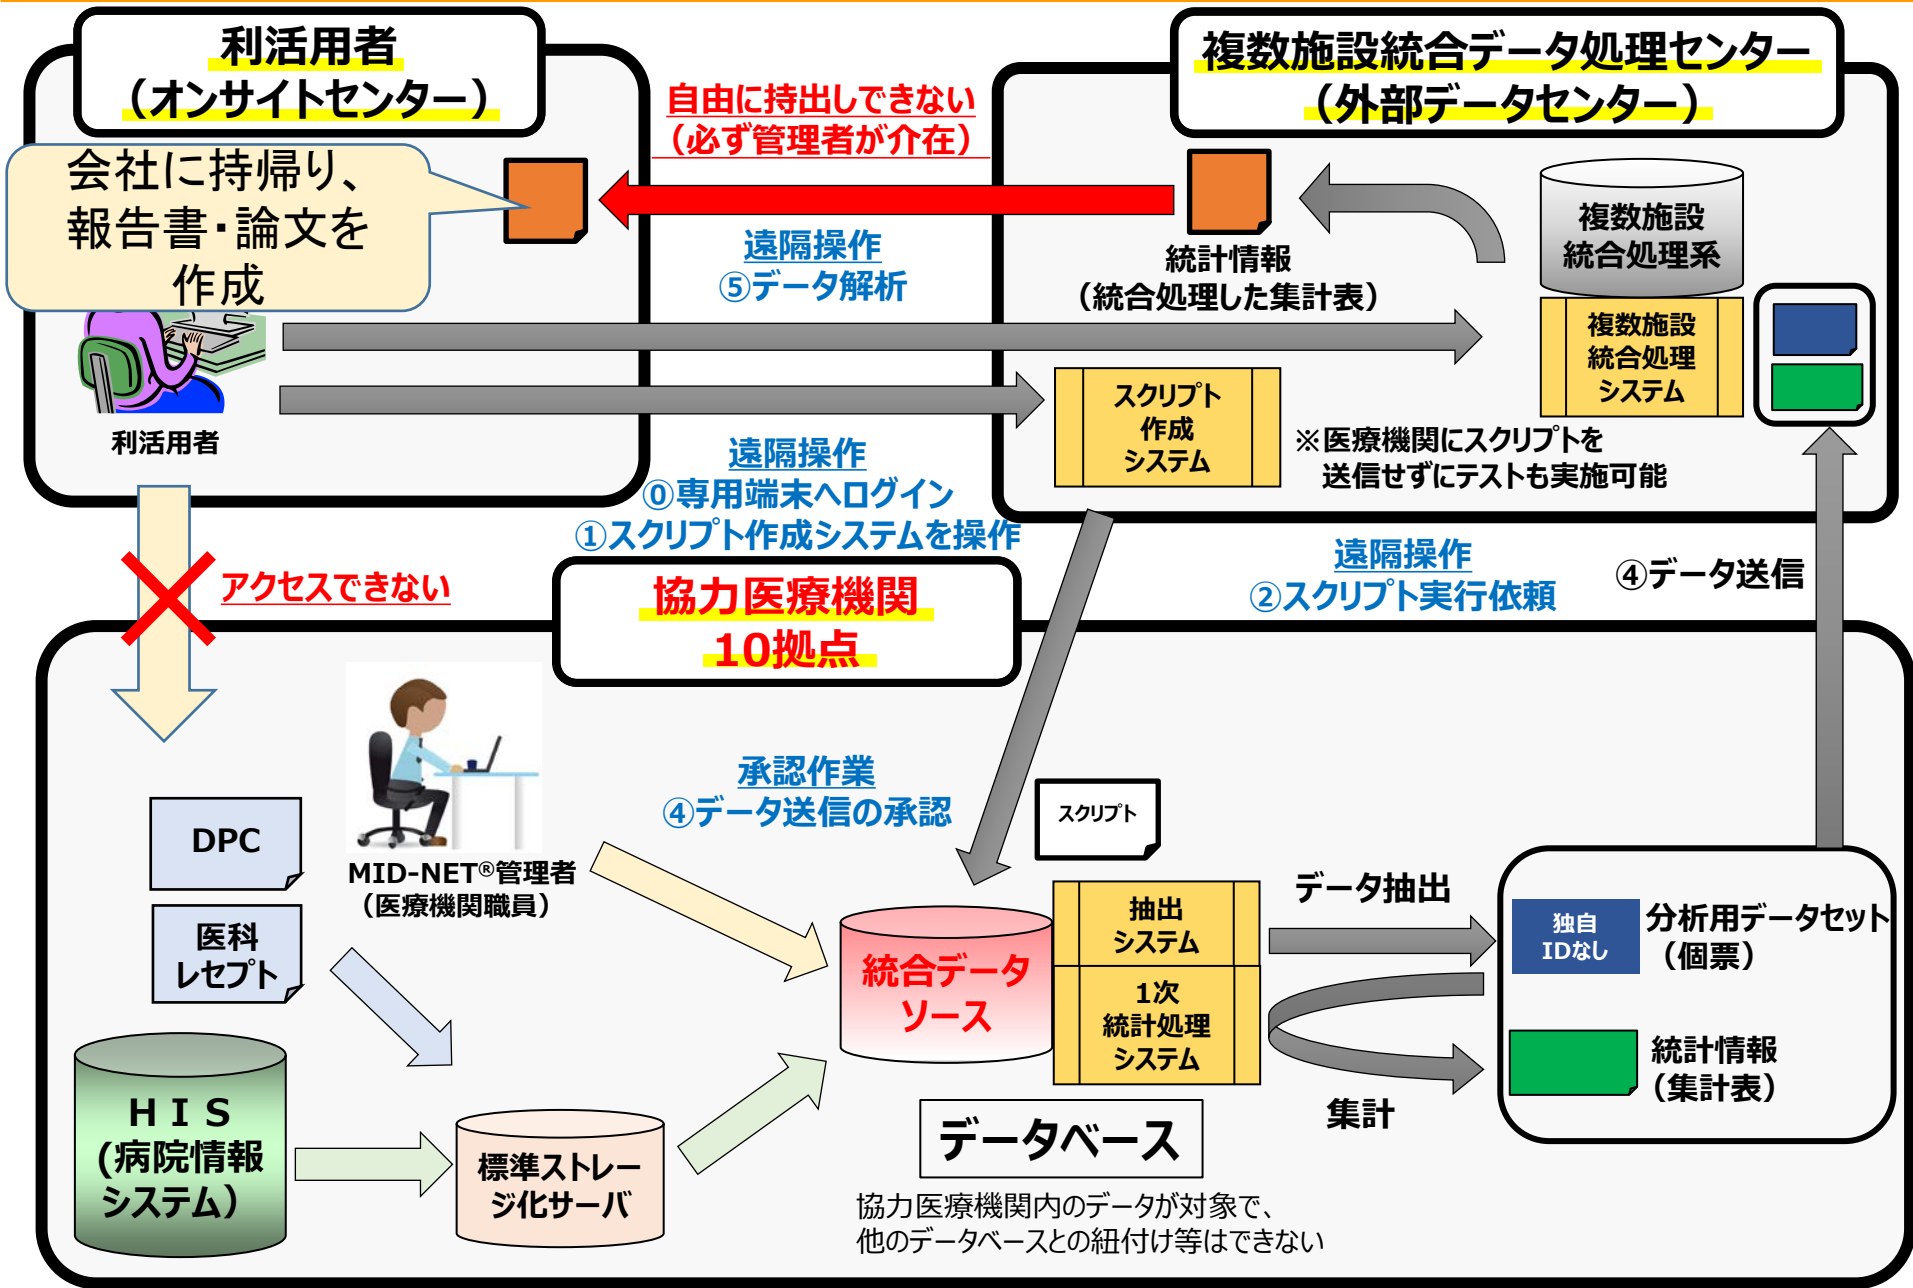 利活用者
（オンサイトセンター）
複数施設統合データ処理センター
（外部データセンター）
自由に持出しできない
（必ず管理者が介在）
会社に持帰り、
報告書・論文を
作成
遠隔操作
⑤データ解析
統計情報
（統合処理した集計表）
複数施設
統合処理系
複数施設
統合処理
システム
利活用者
スクリプト
作成
システム
※医療機関にスクリプトを
送信せずにテストも実施可能
遠隔操作
⓪専用端末へログイン
①スクリプト作成システムを操作
アクセスできない
遠隔操作
②スクリプト実行依頼
④データ送信
協力医療機関
10拠点
承認作業
④データ送信の承認
スクリプト
DPC
医科
レセプト
MID-NET®管理者
（医療機関職員）
統合データ
ソース
抽出
システム
1次
統計処理
システム
データ抽出
集計
独自
IDなし
分析用データセット
（個票）
統計情報
（集計表）
ＨＩＳ
(病院情報
システム）
標準ストレー
ジ化サーバ
データベース
協力医療機関内のデータが対象で、
他のデータベースとの紐付け等はできない